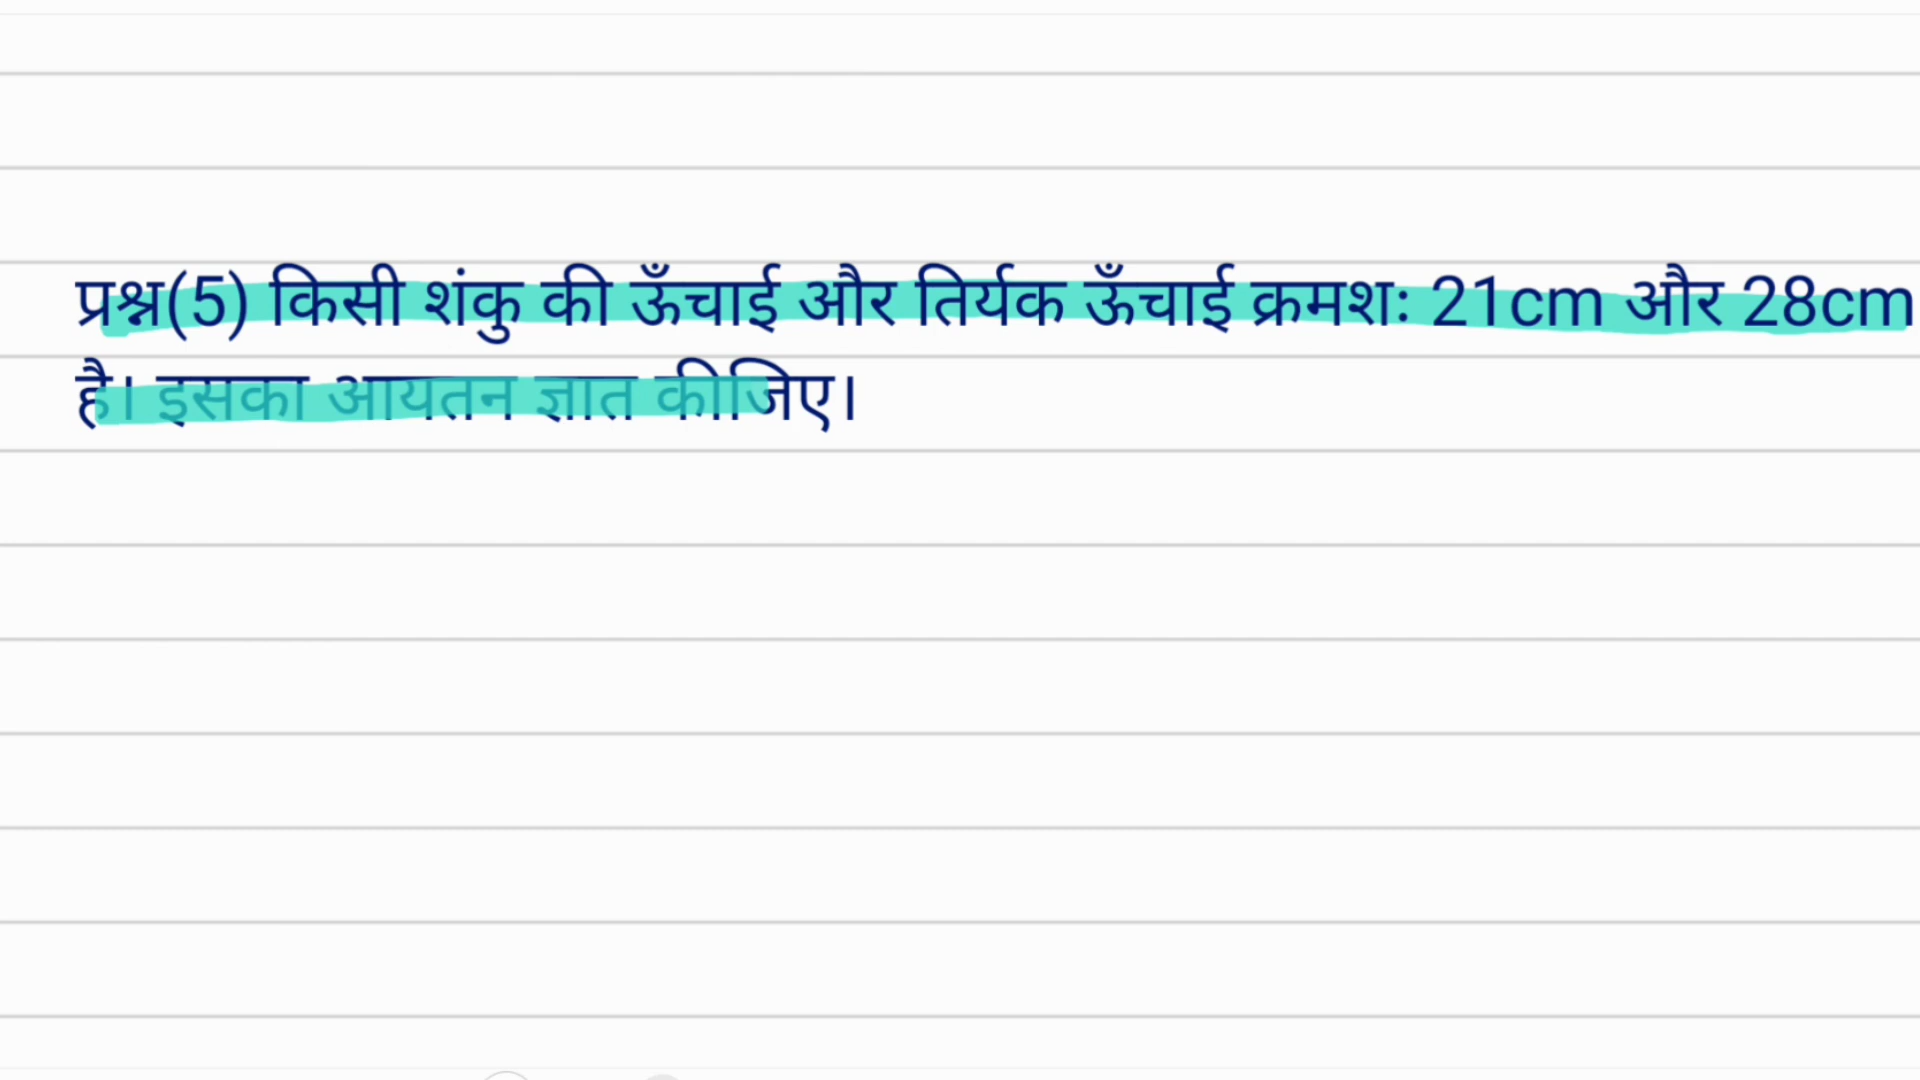 प्रश्न(5) किसी शंकु की ऊँचाई और तिर्यक ऊँचाई क्रमशः 21cm और 28cm
है। इसका आयतन ज्ञात कीजिए।